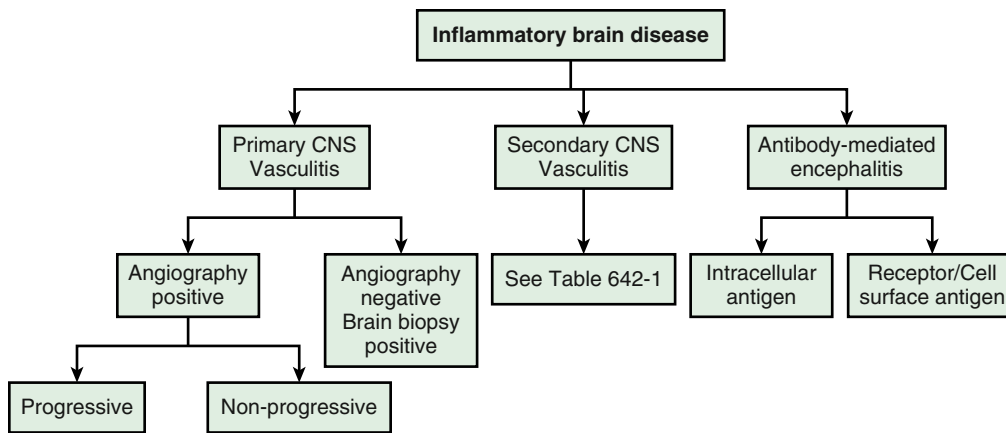 Inflammatory brain disease
Primary CNS
Vasculitis
Secondary CNS
Vasculitis
Antibody-mediated
encephalitis
Angiography
positive
Angiography
negative
Brain biopsy
positive
See Table 642-1
Intracellular
antigen
Receptor/Cell
surface antigen
Progressive
Non-progressive